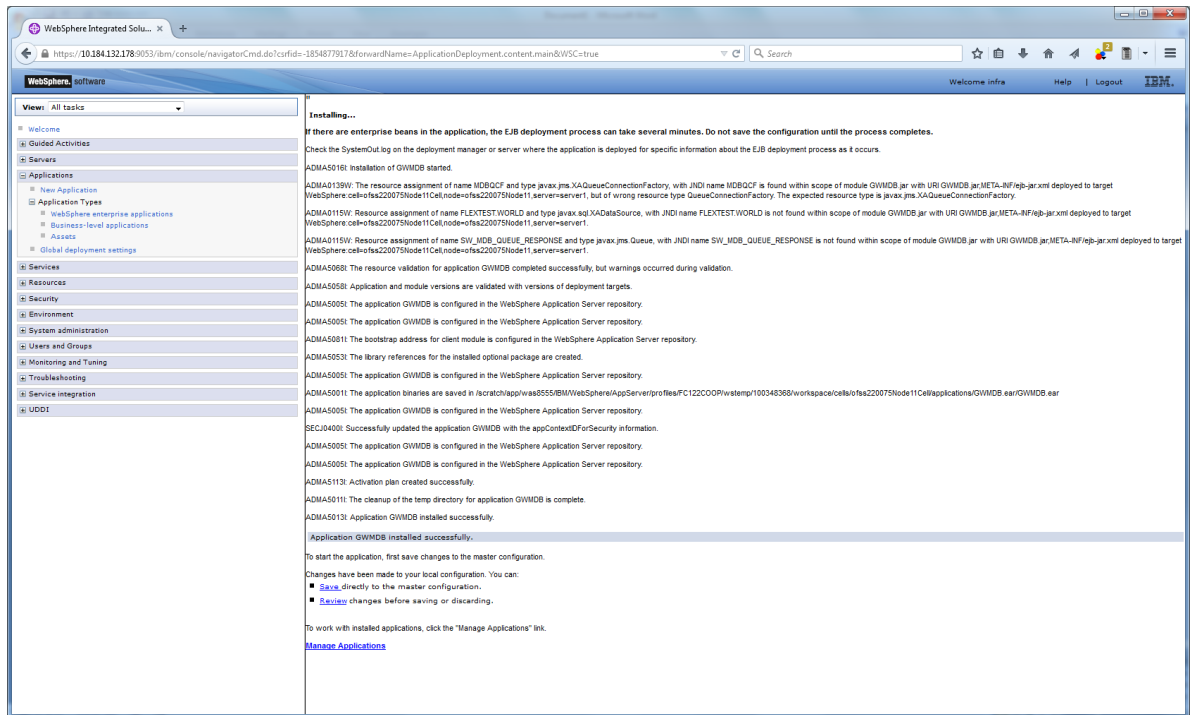 WebSphere Integrated Solu...
https://10.184.132.178:9053/ibm/console/navigatorCmd.do?csrfid=-1854877917&forwardName=ApplicationDeployment.content.main&WSC=true
Search
2
WebSphere. software
Welcome infra
Help | Logout
IBM.
View: All tasks
Welcome
Guided Activities
Servers
Applications
New Application
Application Types
WebSphere enterprise applications
Business-level applications
Assets
Global deployment settings
Services
Resources
Security
Environment
System administration
Users and Groups
Monitoring and Tuning
Troubleshooting
Service integration
UDDI
Installing...
If there are enterprise beans in the application, the EJB deployment process can take several minutes. Do not save the configuration until the process completes.
Check the SystemOut.log on the deployment manager or server where the application is deployed for specific information about the EJB deployment process as it occurs.
ADMA5016I: Installation of GWMDB started.
ADMA0139W: The resource assignment of name MDBQCF and type javax.jms.XAQueueConnectionFactory, with JNDI name MDBQCF is found within scope of module GWMDB.jar with URI GWMDB.jar,META-INF/ejb-jar.xml deployed to target
WebSphere:cell=ofss220075Node11Cell,node=ofss220075Node11,server=server1, but of wrong resource type QueueConnectionFactory. The expected resource type is javax.jms.XAQueueConnectionFactory.
ADMA0115W: Resource assignment of name FLEXTEST.WORLD and type javax.sql.XADataSource, with JNDI name FLEXTEST.WORLD is not found within scope of module GWMDB.jar with URI GWMDB.jar,META-INF/ejb-jar.xml deployed to target
WebSphere:cell=ofss220075Node11Cell,node=ofss220075Node11,server=server1.
ADMA0115W: Resource assignment of name SW_MDB_QUEUE_RESPONSE and type javax.jms.Queue, with JNDI name SW_MDB_QUEUE_RESPONSE is not found within scope of module GWMDB.jar with URI GWMDB.jar,META-INF/ejb-jar.xml deployed to target
WebSphere:cell=ofss220075Node11Cell,node=ofss220075Node11,server=server1.
ADMA5068I: The resource validation for application GWMDB completed successfully, but warnings occurred during validation.
ADMA5058I: Application and module versions are validated with versions of deployment targets.
ADMA5005I: The application GWMDB is configured in the WebSphere Application Server repository.
ADMA5005I: The application GWMDB is configured in the WebSphere Application Server repository.
ADMA5081I: The bootstrap address for client module is configured in the WebSphere Application Server repository.
ADMA5053I: The library references for the installed optional package are created.
ADMA5005I: The application GWMDB is configured in the WebSphere Application Server repository.
ADMA5001I: The application binaries are saved in /scratch/app/was8555/IBM/WebSphere/AppServer/profiles/FC122COOP/wstemp/100348368/workspace/cells/ofss220075Node11Cell/applications/GWMDB.ear/GWMDB.ear
ADMA5005I: The application GWMDB is configured in the WebSphere Application Server repository.
SECJ0400I: Successfully updated the application GWMDB with the appContextIDForSecurity information.
ADMA5005I: The application GWMDB is configured in the WebSphere Application Server repository.
ADMA5005I: The application GWMDB is configured in the WebSphere Application Server repository.
ADMA5113I: Activation plan created successfully.
ADMA5011I: The cleanup of the temp directory for application GWMDB is complete.
ADMA5013I: Application GWMDB installed successfully.
Application GWMDB installed successfully.
To start the application, first save changes to the master configuration.
Changes have been made to your local configuration. You can:
Save directly to the master configuration.
Review changes before saving or discarding.
To work with installed applications, click the "Manage Applications" link.
Manage Applications